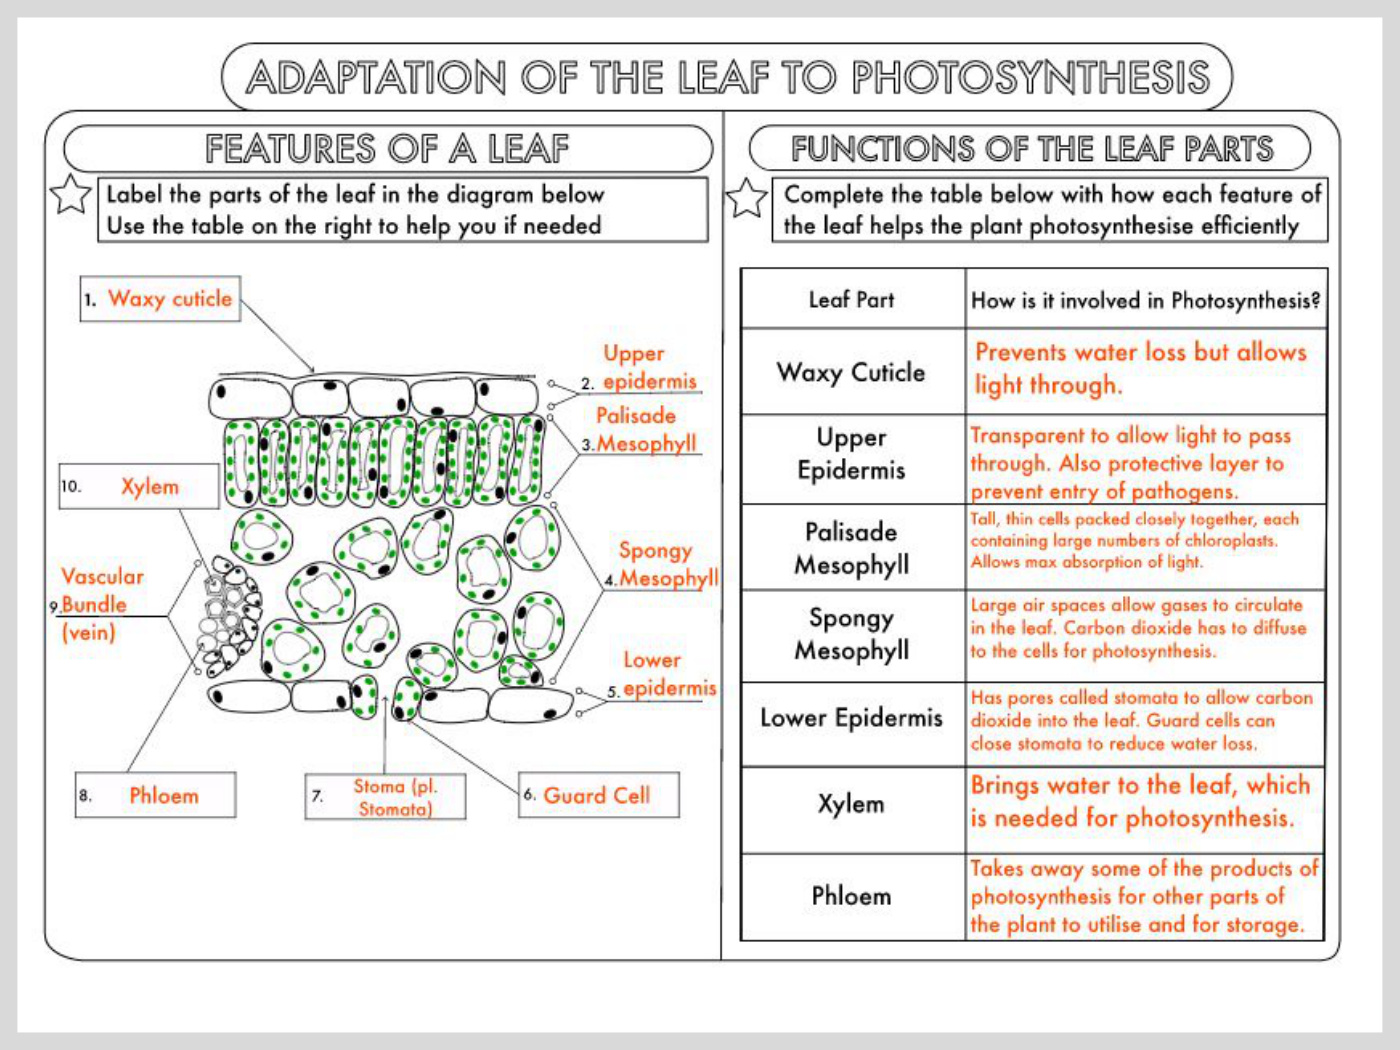 ADAPTATION OF THE LEAF TO PHOTOSYNTHESIS
FEATURES OF A LEAF
Label the parts of the leaf in the diagram below
Use the table on the right to help you if needed
1. Waxy cuticle
2. Upper
epidermis
3. Palisade
Mesophyll
10. Xylem
4. Spongy
Mesophyll
9. Vascular
Bundle
(vein)
5. Lower
epidermis
8. Phloem
7. Stoma (pl.
Stomata)
6. Guard Cell
FUNCTIONS OF THE LEAF PARTS
Complete the table below with how each feature of
the leaf helps the plant photosynthesise efficiently
Leaf Part
How is it involved in Photosynthesis?
Waxy Cuticle
Prevents water loss but allows
light through.
Upper
Epidermis
Transparent to allow light to pass
through. Also protective layer to
prevent entry of pathogens.
Palisade
Mesophyll
Tall, thin cells packed closely together, each
containing large numbers of chloroplasts.
Allows max absorption of light.
Spongy
Mesophyll
Large air spaces allow gases to circulate
in the leaf. Carbon dioxide has to diffuse
to the cells for photosynthesis.
Lower Epidermis
Has pores called stomata to allow carbon
dioxide into the leaf. Guard cells can
close stomata to reduce water loss.
Xylem
Brings water to the leaf, which
is needed for photosynthesis.
Phloem
Takes away some of the products of
photosynthesis for other parts of
the plant to utilise and for storage.